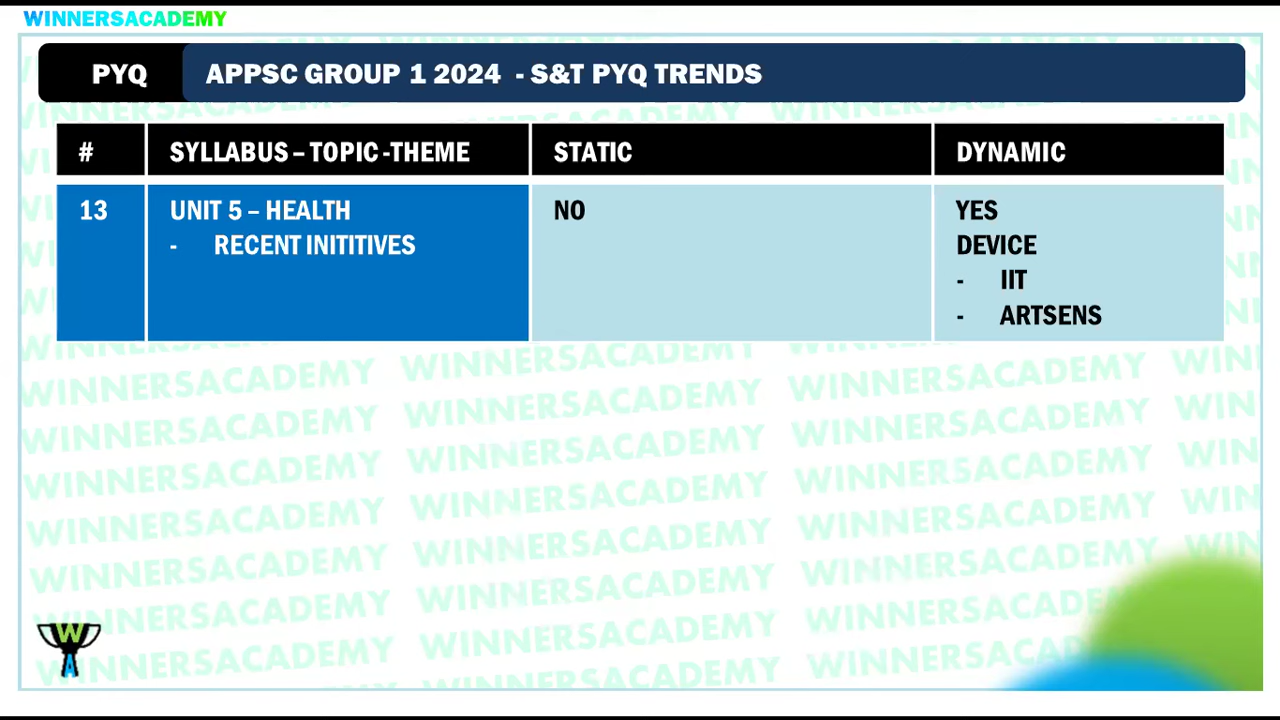 WINNERSACADEMY
PYQ APPSC GROUP 1 2024 - S&T PYQ TRENDS
# SYLLABUS – TOPIC -THEME STATIC DYNAMIC
13 UNIT 5 – HEALTH NO YES
- RECENT INITITIVES DEVICE
- IIT
- ARTSENS
WA